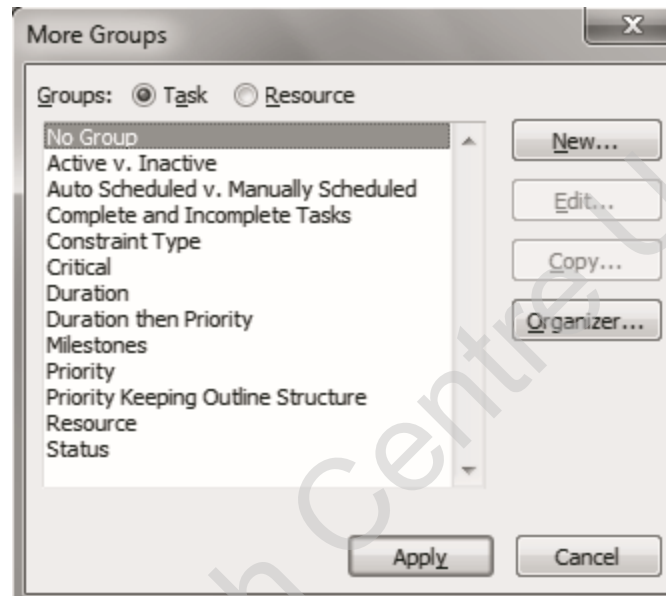 More Groups
Groups: Task Resource
No Group
Active v. Inactive
Auto Scheduled v. Manually Scheduled
Complete and Incomplete Tasks
Constraint Type
Critical
Duration
Duration then Priority
Milestones
Priority
Priority Keeping Outline Structure
Resource
Status
New...
Edit...
Copy...
Organizer...
Apply
Cancel
Centre